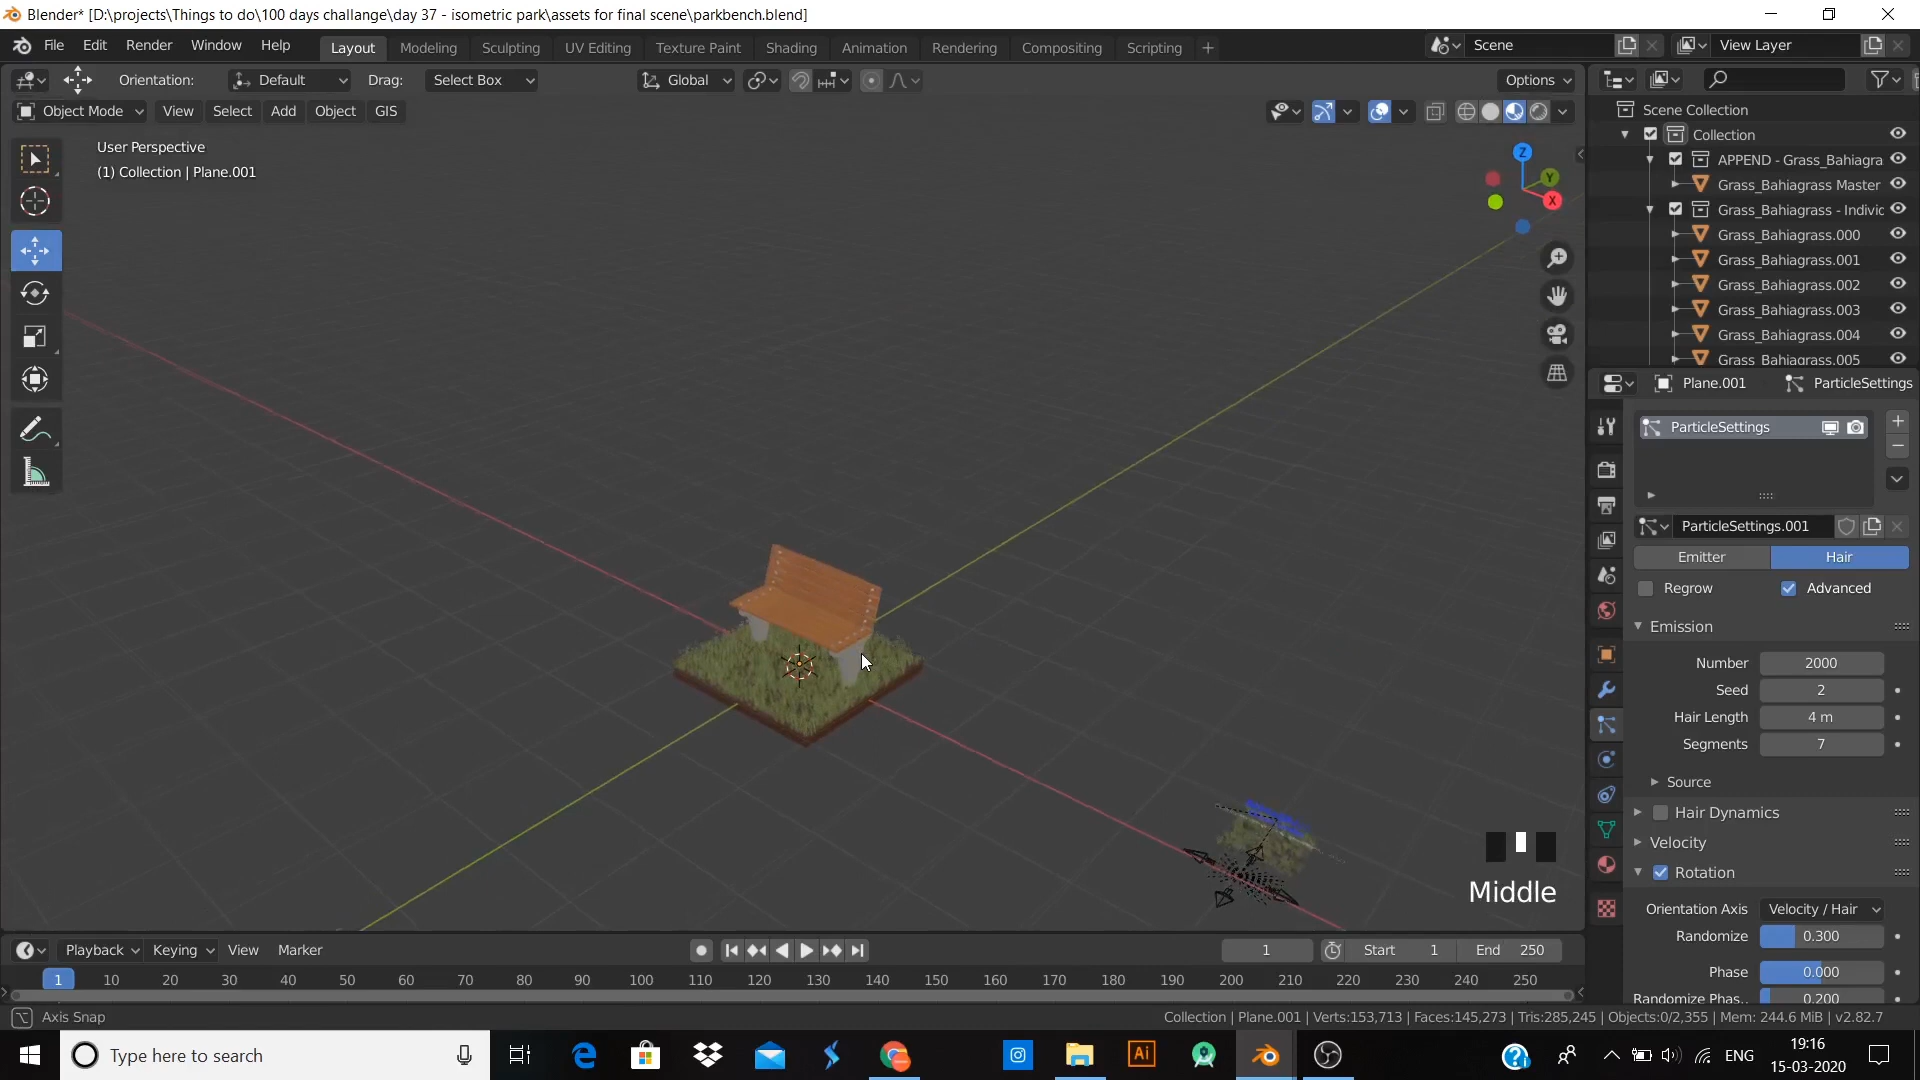 Blender* [D:\projects\Things to do\100 days challange\day 37 - isometric park\assets for final scene\parkbench.blend]
File Edit Render Window Help Layout Modeling Sculpting UV Editing Texture Paint Shading Animation Rendering Compositing Scripting + Scene View Layer
Orientation: Default Drag: Select Box Global Options
Object Mode View Select Add Object GIS
User Perspective
(1) Collection | Plane.001
Z
Y
X
Scene Collection
Collection
APPEND - Grass_Bahiagra
Grass_Bahiagrass Master
Grass_Bahiagrass - Indivic
Grass_Bahiagrass.000
Grass_Bahiagrass.001
Grass_Bahiagrass.002
Grass_Bahiagrass.003
Grass_Bahiagrass.004
Grass_Bahiagrass.005
Plane.001 ParticleSettings
ParticleSettings
ParticleSettings.001
Emitter Hair
Regrow Advanced
Emission
Number 2000
Seed 2
Hair Length 4 m
Segments 7
Source
Hair Dynamics
Velocity
Rotation
Orientation Axis Velocity / Hair
Randomize 0.300
Phase 0.000
Randomize Phas.. 0.200
Middle
Playback Keying View Marker 1 Start 1 End 250
1 10 20 30 40 50 60 70 80 90 100 110 120 130 140 150 160 170 180 190 200 210 220 230 240 250
Axis Snap
Collection | Plane.001 | Verts:153,713 | Faces:145,273 | Tris:285,245 | Objects:0/2,355 | Mem: 244.6 MiB | v2.82.7
Type here to search
Ai
ENG
19:16
15-03-2020